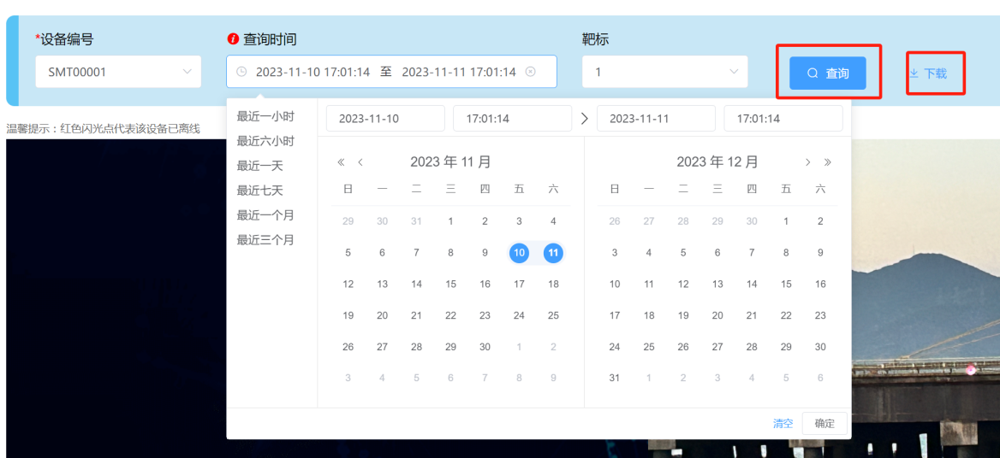 *设备编号
查询时间
靶标
SMT00001
2023-11-10 17:01:14 至 2023-11-11 17:01:14
1
查询
下载
温馨提示：红色闪光点代表该设备已离线
最近一小时
最近六小时
最近一天
最近七天
最近一个月
最近三个月
2023-11-10 17:01:14 > 2023-11-11 17:01:14
« < 2023 年 11 月
日 一 二 三 四 五 六
29 30 31 1 2 3 4
5 6 7 8 9 10 11
12 13 14 15 16 17 18
19 20 21 22 23 24 25
26 27 28 29 30 1 2
3 4 5 6 7 8 9
2023 年 12 月 > »
日 一 二 三 四 五 六
26 27 28 29 30 1 2
3 4 5 6 7 8 9
10 11 12 13 14 15 16
17 18 19 20 21 22 23
24 25 26 27 28 29 30
31 1 2 3 4 5 6
清空 确定